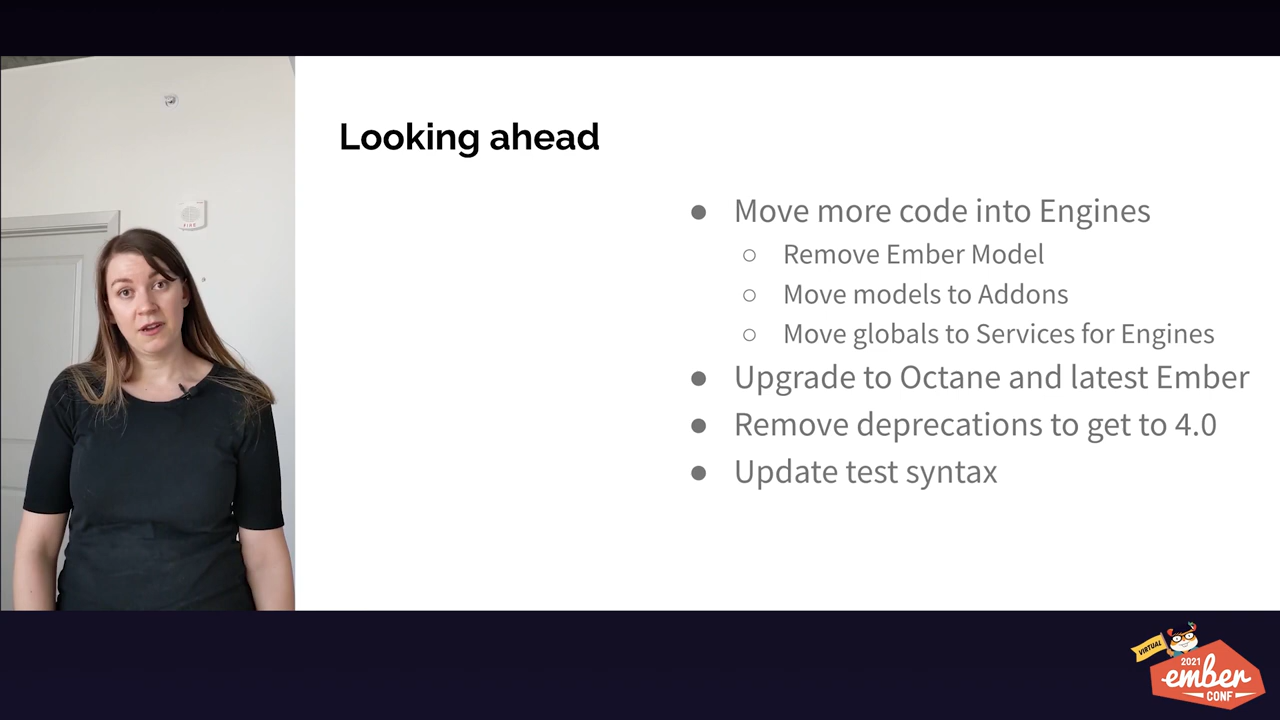 Looking ahead
● Move more code into Engines
○ Remove Ember Model
○ Move models to Addons
○ Move globals to Services for Engines
● Upgrade to Octane and latest Ember
● Remove deprecations to get to 4.0
● Update test syntax
FIRE
VIRTUAL
2021
ember
CONF